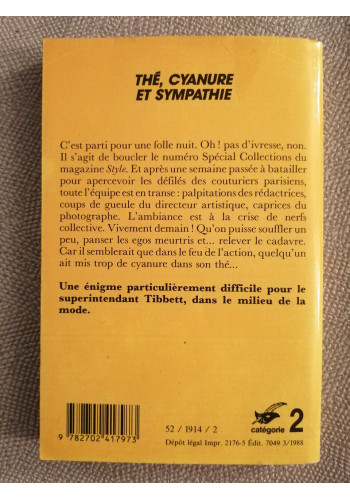 THÉ, CYANURE
ET SYMPATHIE
C'est parti pour une folle nuit. Oh ! pas d'ivresse, non.
Il s'agit de boucler le numéro Spécial Collections du
magazine Style. Et après une semaine passée à batailler
pour apercevoir les défilés des couturiers parisiens,
toute l'équipe est en transe : palpitations des rédactrices,
coups de gueule du directeur artistique, caprices du
photographe. L'ambiance est à la crise de nerfs
collective. Vivement demain ! Qu'on puisse souffler un
peu, panser les egos meurtris et... relever le cadavre.
Car il semblerait que dans le feu de l'action, quelqu'un
ait mis trop de cyanure dans son thé...
Une énigme particulièrement difficile pour le
superintendant Tibbett, dans le milieu de la
mode.
9 782702 417973
52 / 1914 / 2
Dépôt légal Impr. 2176-5 Édit. 7049 3/1988
catégorie 2